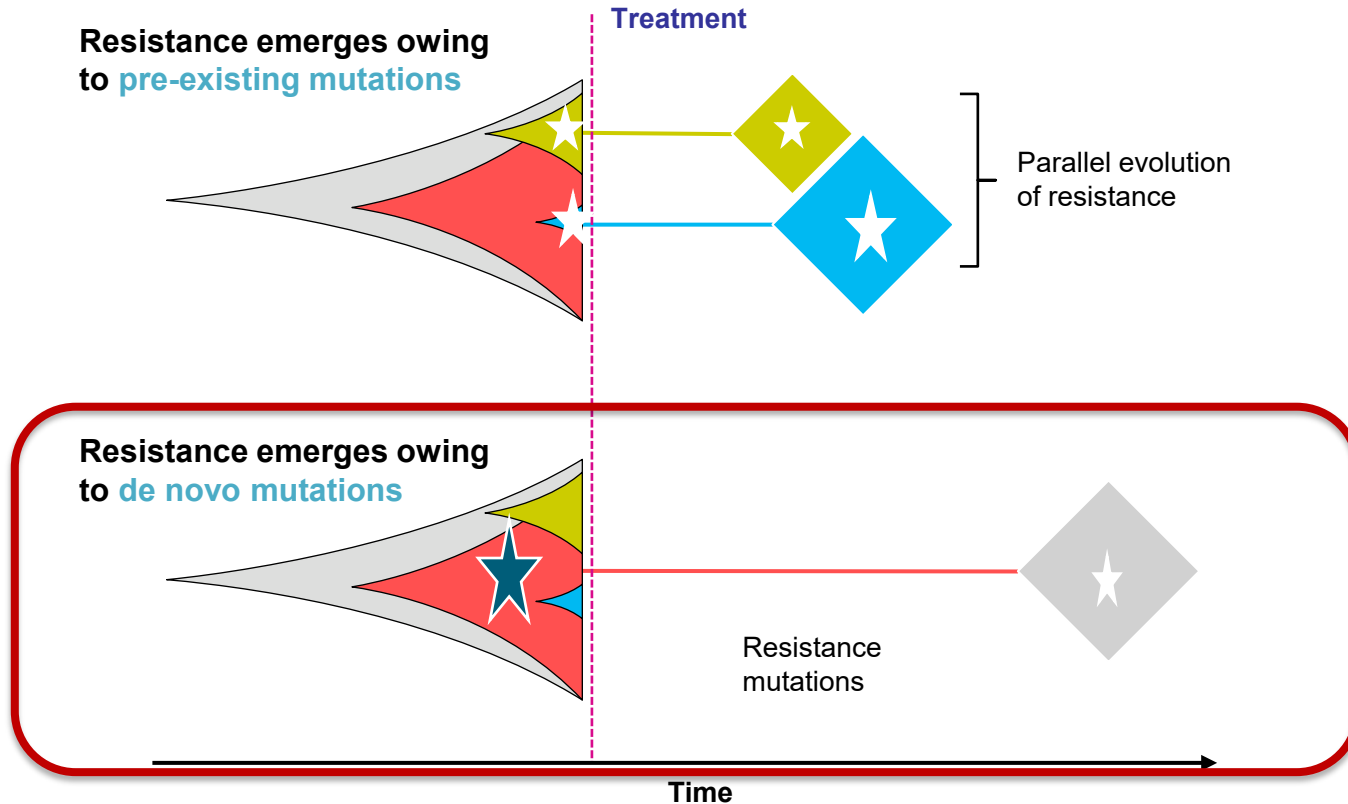 Treatment
Resistance emerges owing
to pre-existing mutations
Parallel evolution
of resistance
Resistance emerges owing
to de novo mutations
Resistance
mutations
Time